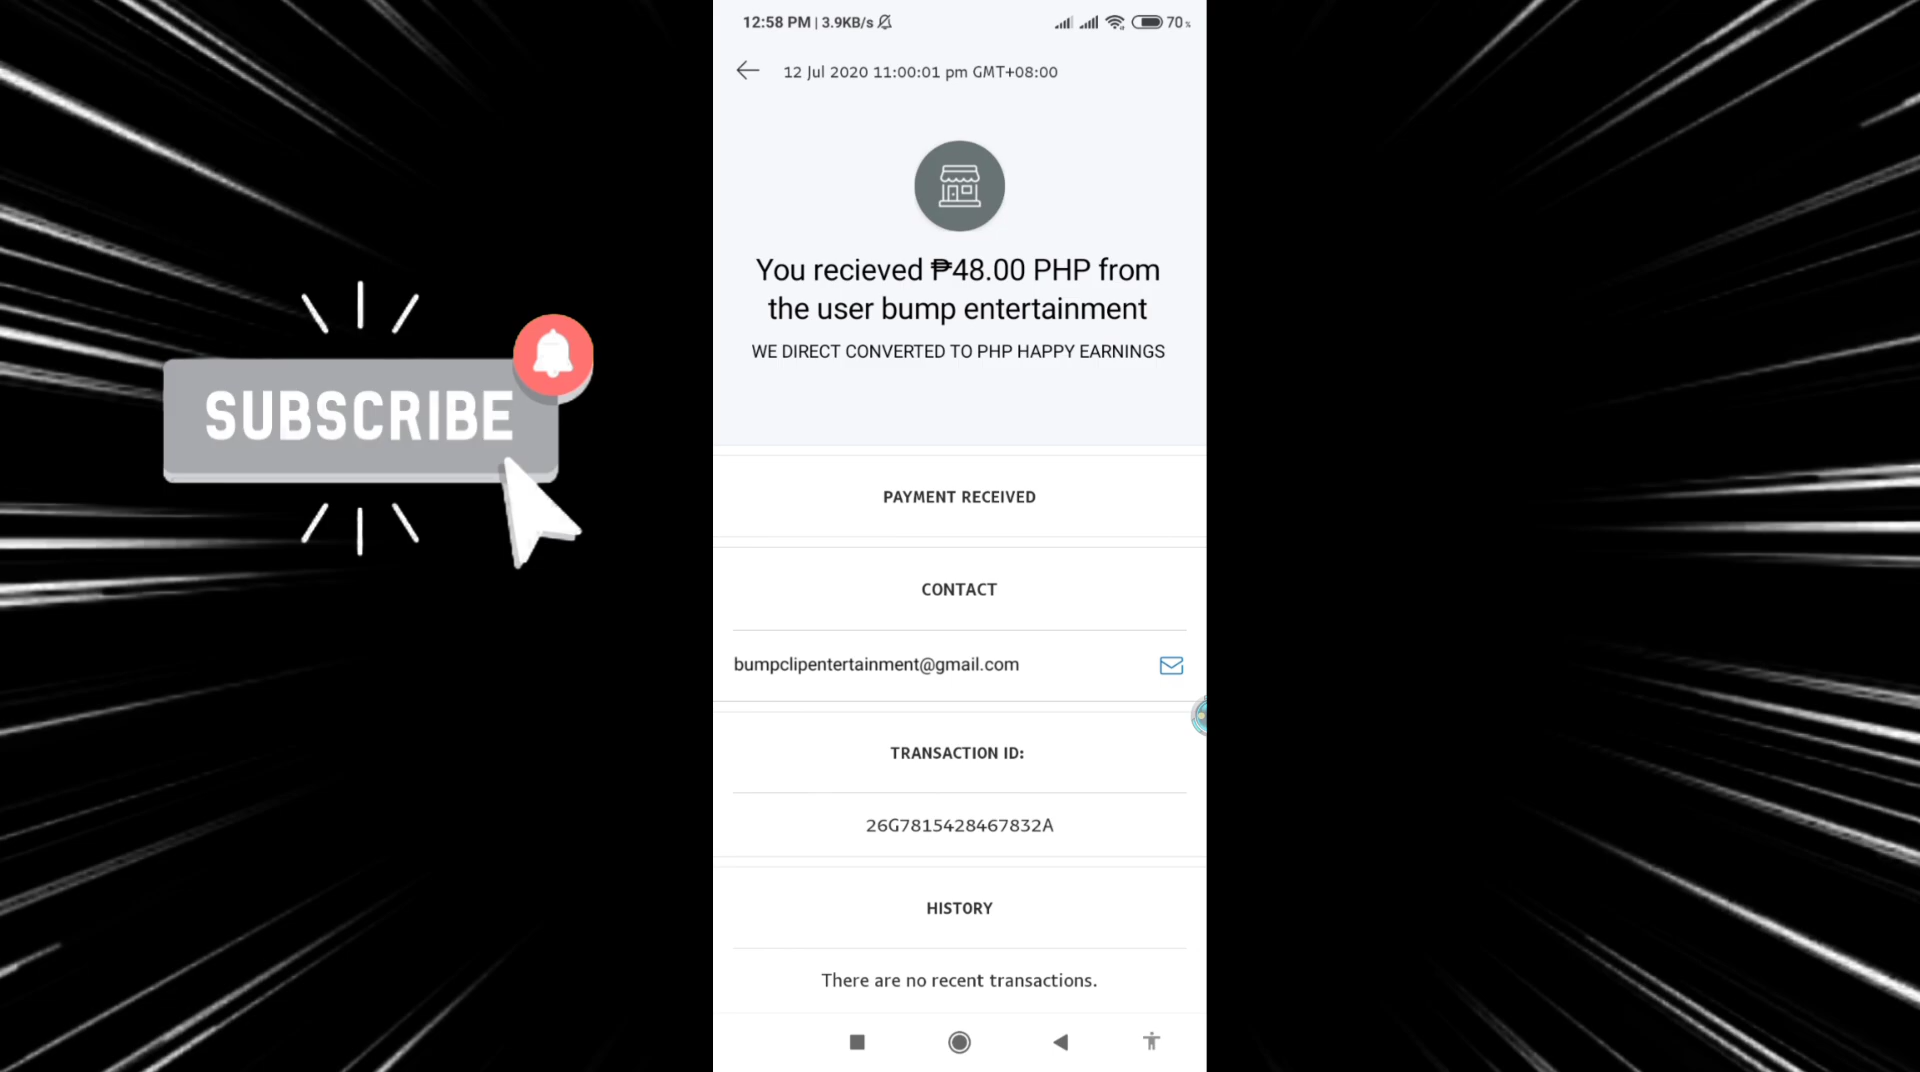 12:58 PM | 3.9KB/s
70%
12 Jul 2020 11:00:01 pm GMT+08:00
You recieved ₱48.00 PHP from
the user bump entertainment
WE DIRECT CONVERTED TO PHP HAPPY EARNINGS
SUBSCRIBE
PAYMENT RECEIVED
CONTACT
bumpclipentertainment@gmail.com
TRANSACTION ID:
26G7815428467832A
HISTORY
There are no recent transactions.